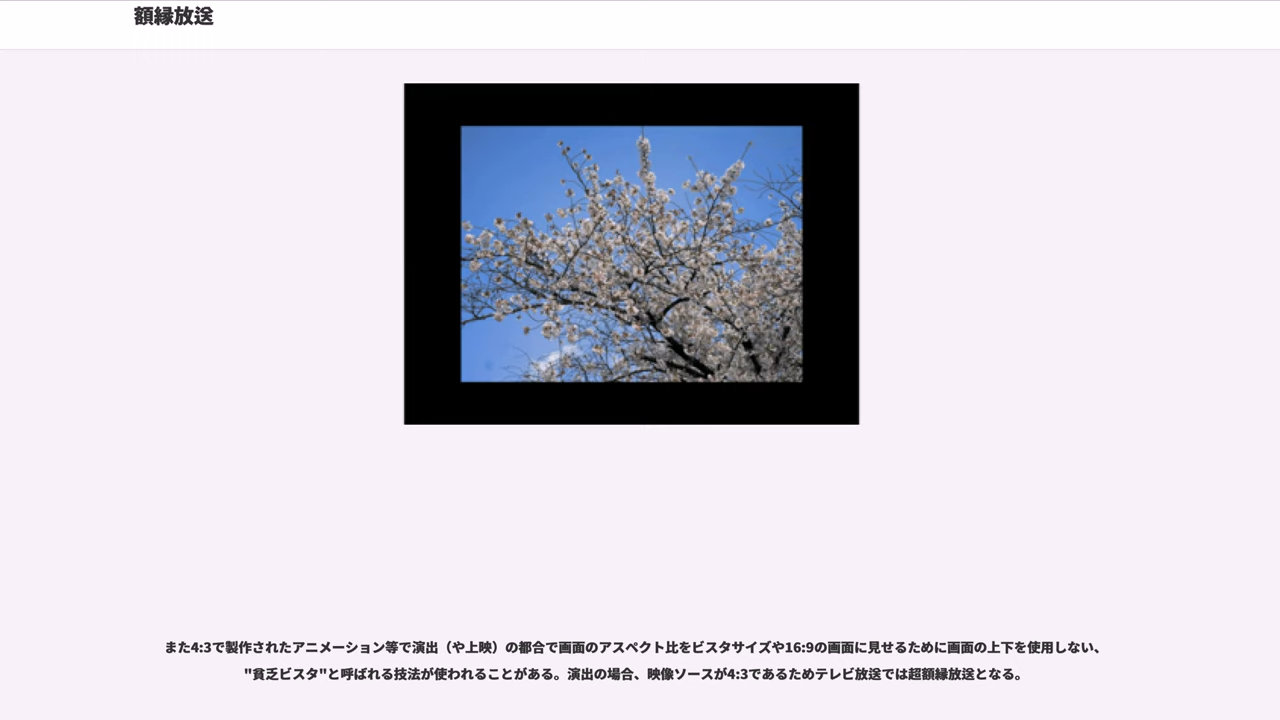 額縁放送
また4:3で製作されたアニメーション等で演出（や上映）の都合で画面のアスペクト比をビスタサイズや16:9の画面に見せるために画面の上下を使用しない、
"貧乏ビスタ"と呼ばれる技法が使われることがある。演出の場合、映像ソースが4:3であるためテレビ放送では超額縁放送となる。